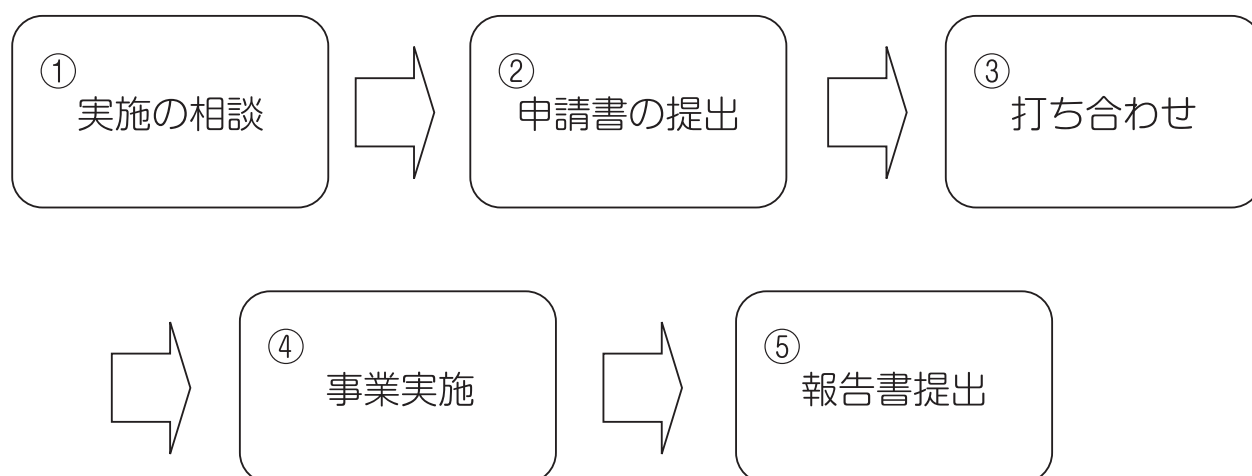 ①
実施の相談
②
申請書の提出
③
打ち合わせ
④
事業実施
⑤
報告書提出